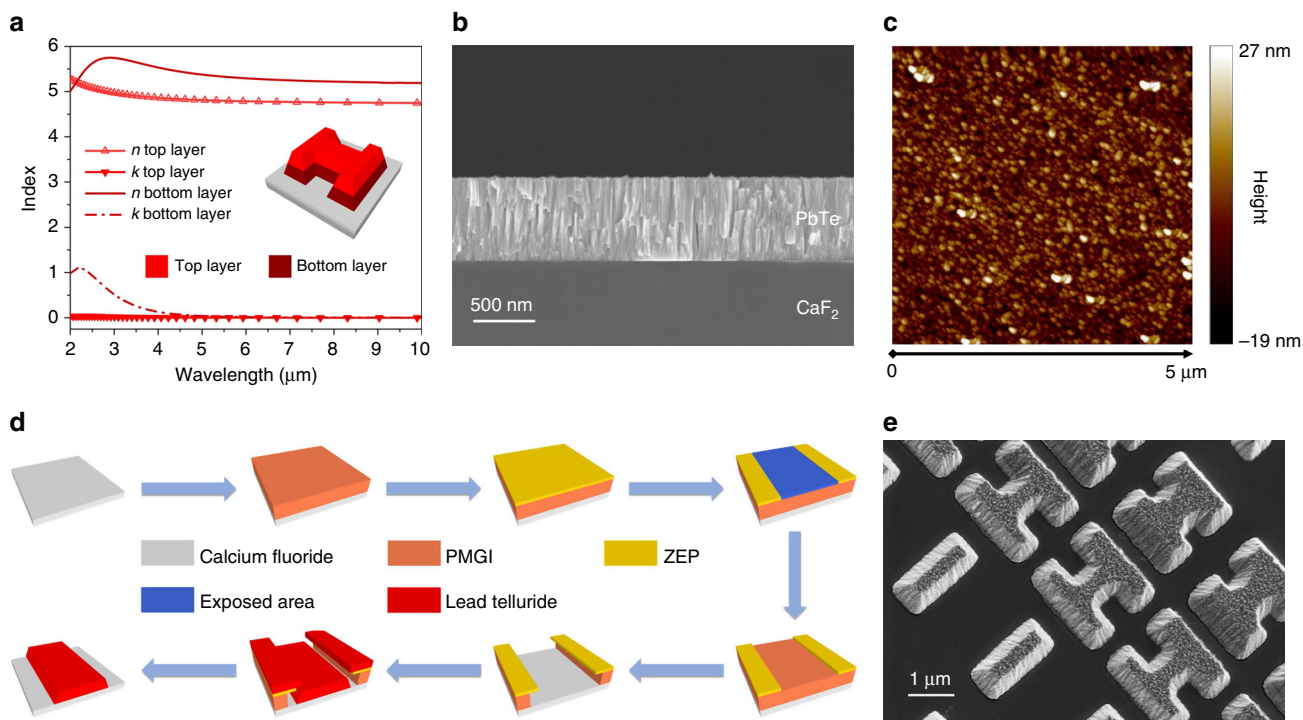 a
6
5
4
3
2
1
0
Index
n top layer
k top layer
n bottom layer
k bottom layer
Top layer
Bottom layer
2 3 4 5 6 7 8 9 10
Wavelength (μm)
b
PbTe
500 nm
CaF₂
c
27 nm
Height
–19 nm
0
5 μm
d
Calcium fluoride
PMGI
ZEP
Exposed area
Lead telluride
e
1 μm